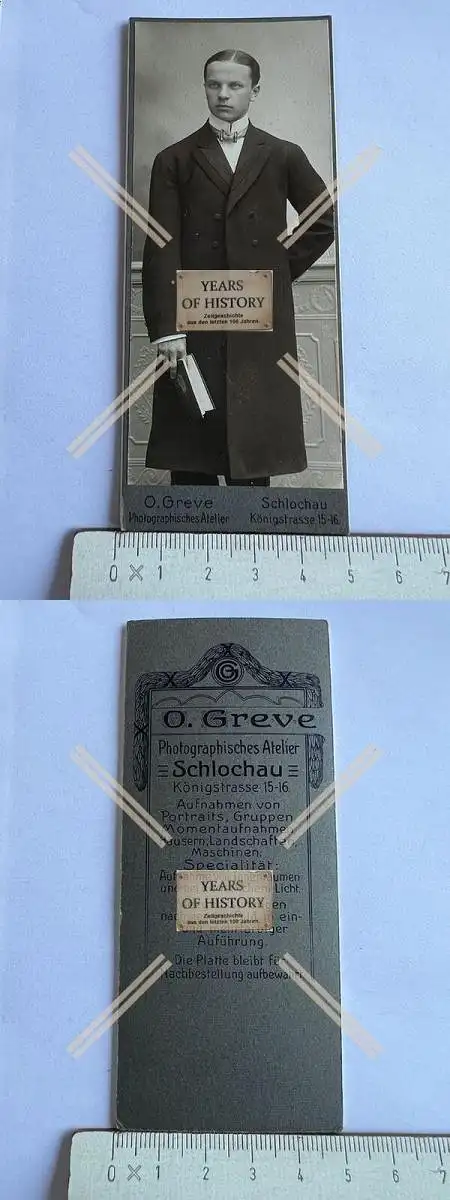 YEARS
OF HISTORY
Zeitgeschichte
aus den letzten 100 Jahren.
O. Greve Schlochau
Photographisches Atelier Königstrasse 15-16.
0 1 2 3 4 5 6 7
G
O. Greve
Photographisches Atelier
Schlochau
Königstrasse 15-16.
Aufnahmen von
Portraits, Gruppen
Momentaufnahmen
Landschaften,
Maschinen.
Specialität:
YEARS
OF HISTORY
Zeitgeschichte
aus den letzten 100 Jahren.
Licht.
ein-
Auführung.
Die Platte bleibt
Nachbestellung aufbewahrt
0 1 2 3 4 5 6 7